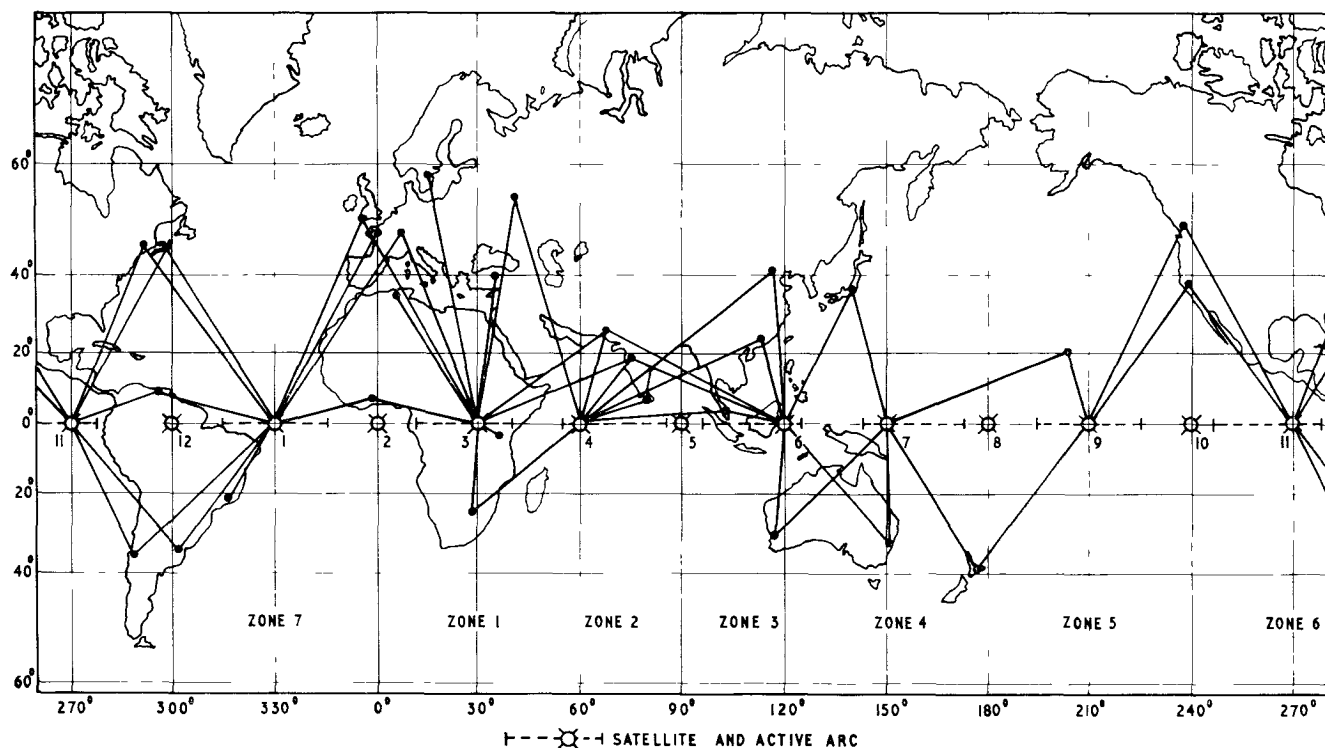 60°
40°
20°
0°
20°
40°
60°
11 12 1 2 3 4 5 6 7 8 9 10 11
ZONE 7 ZONE 1 ZONE 2 ZONE 3 ZONE 4 ZONE 5 ZONE 6
270° 300° 330° 0° 30° 60° 90° 120° 150° 180° 210° 240° 270°
SATELLITE AND ACTIVE ARC